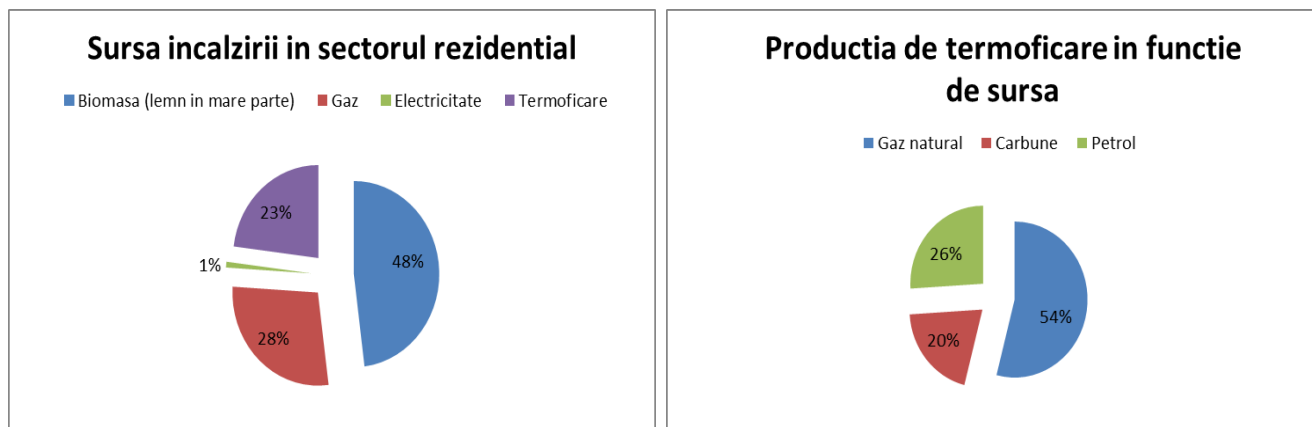 Sursa incalzirii in sectorul rezidential
Biomasa (lemn in mare parte) Gaz Electricitate Termoficare
23%
48%
1%
28%
Productia de termoficare in functie
de sursa
Gaz natural Carbune Petrol
26%
54%
20%